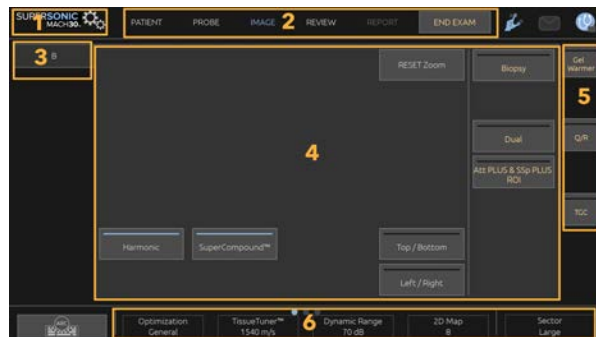 SUPERSONIC
MACH30
1
PATIENT PROBE IMAGE 2 REVIEW REPORT END EXAM
3 B
RESET Zoom
Biopsy
Gel
Warmer
5
4
Dual
Q/R
Att PLUS & SSp PLUS
ROI
TGC
Harmonic SuperCompound™ Top / Bottom
Left / Right
6
Optimization
General
TissueTuner™
1540 m/s
Dynamic Range
70 dB
2D Map
8
Sector
Large